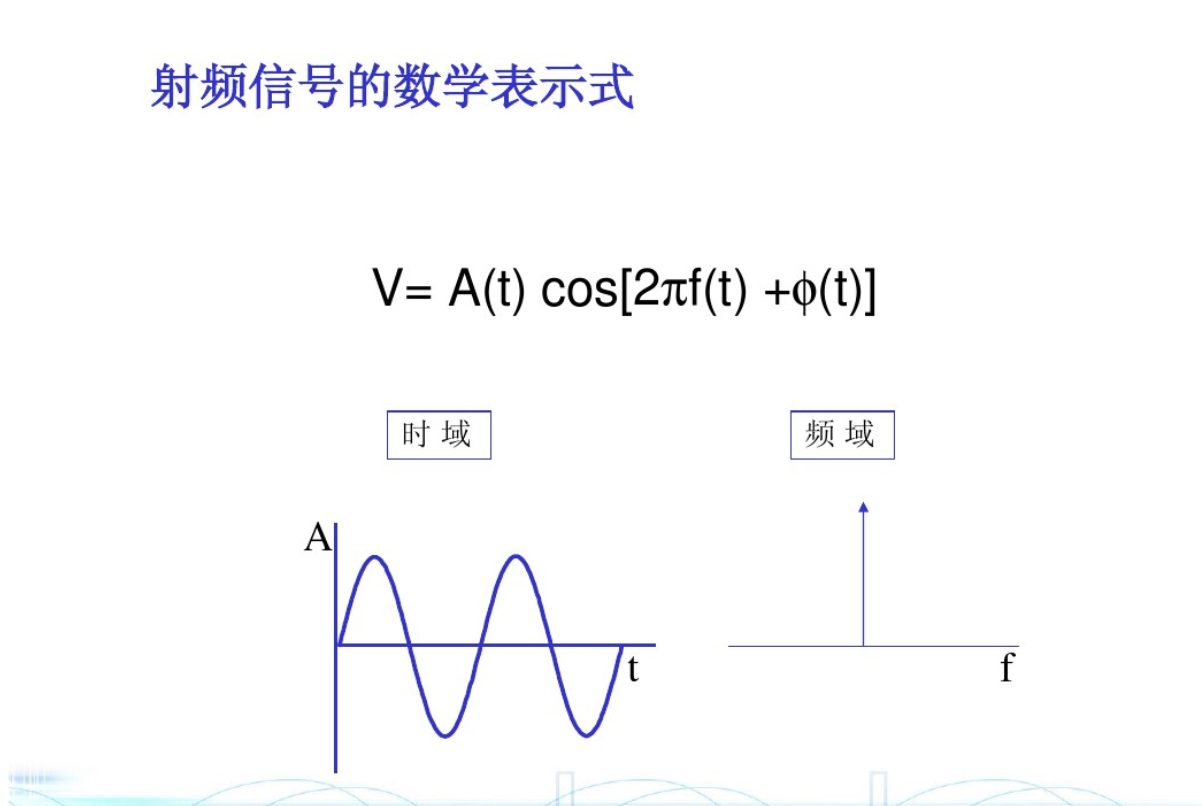 射频信号的数学表示式
V= A(t) cos[2πf(t) +ϕ(t)]
时 域
频 域
A
t
f